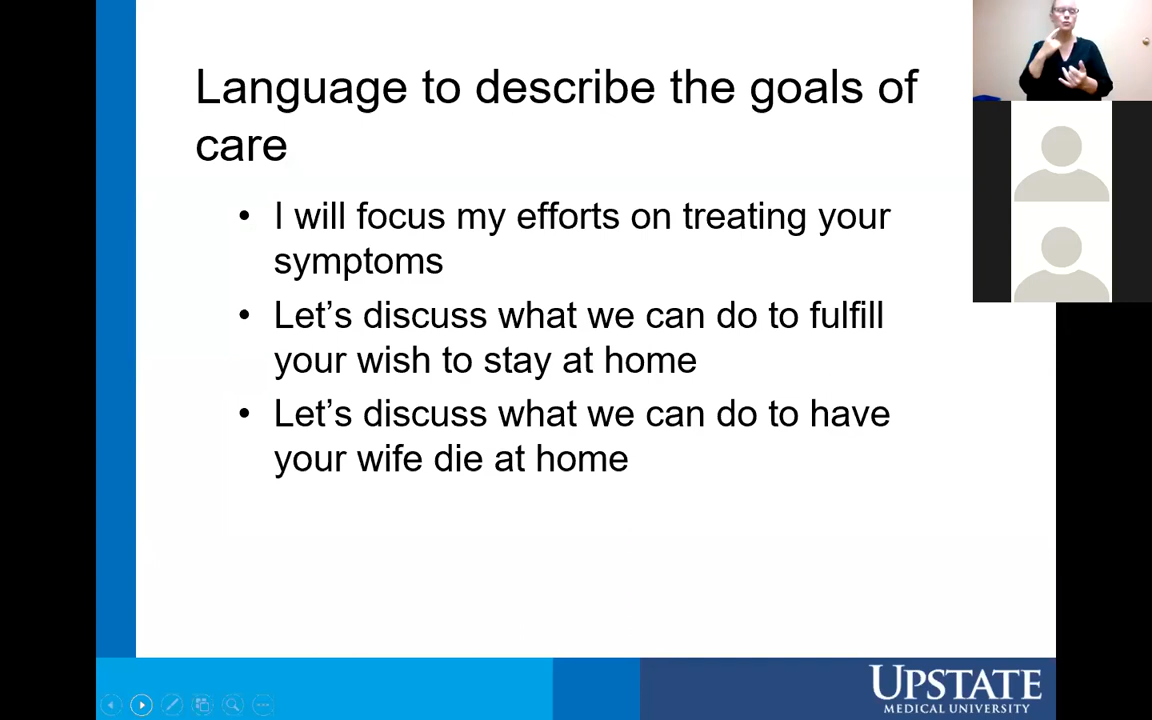 Language to describe the goals of
care
• I will focus my efforts on treating your
symptoms
• Let’s discuss what we can do to fulfill
your wish to stay at home
• Let’s discuss what we can do to have
your wife die at home
UPSTATE
MEDICAL UNIVERSITY